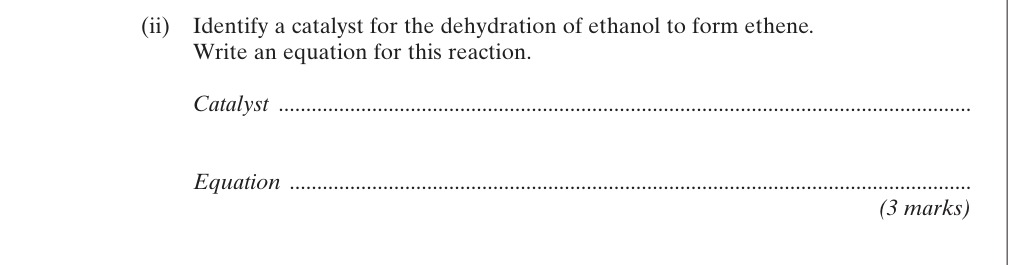 (ii) Identify a catalyst for the dehydration of ethanol to form ethene.
Write an equation for this reaction.
Catalyst ..............................................................................................................................
Equation ............................................................................................................................
(3 marks)